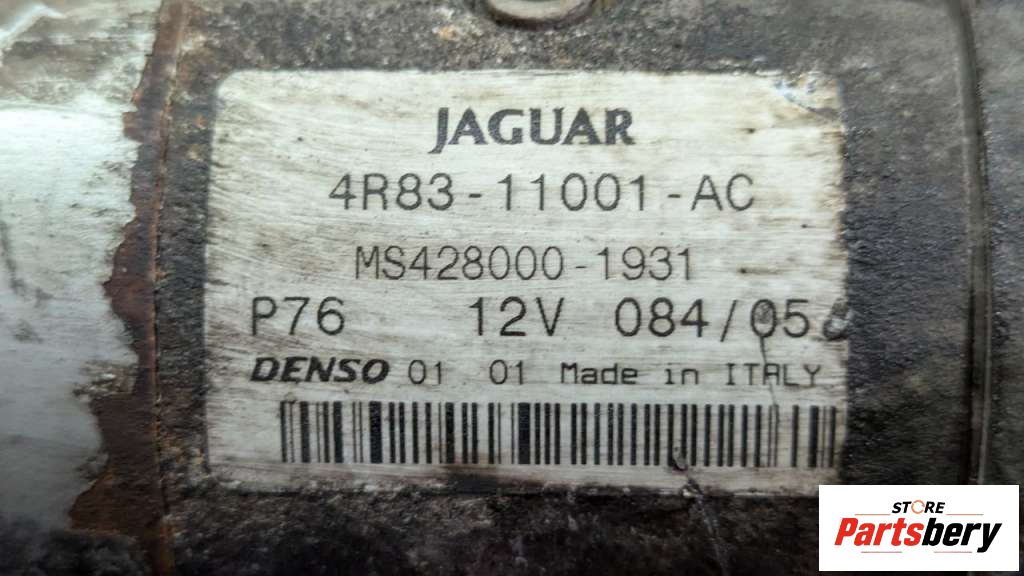 JAGUAR
4R83-11001-AC
MS428000-1931
P76 12V 084/05
DENSO 01 01 Made in ITALY
STORE
Partsbery